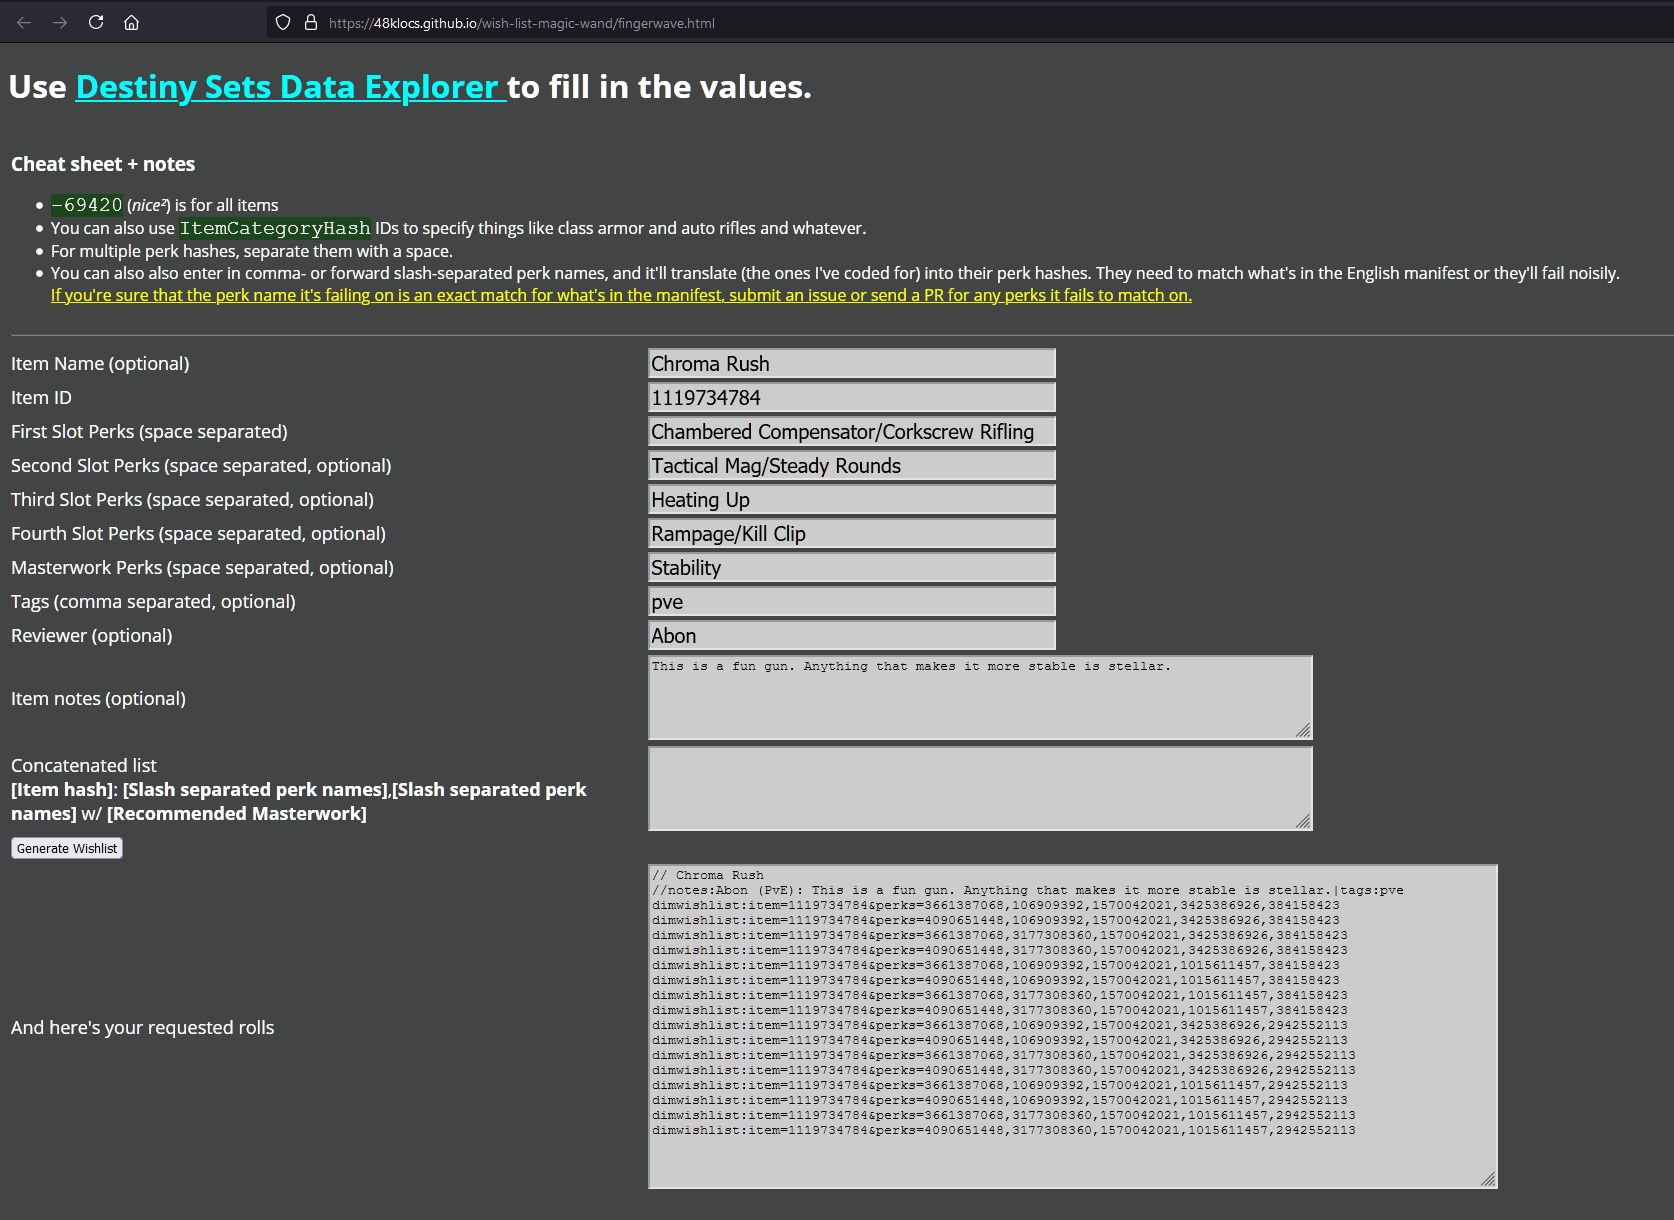 https://48klocs.github.io/wish-list-magic-wand/fingerwave.html
Use Destiny Sets Data Explorer to fill in the values.
Cheat sheet + notes
-69420 (nice²) is for all items
You can also use ItemCategoryHash IDs to specify things like class armor and auto rifles and whatever.
For multiple perk hashes, separate them with a space.
You can also also enter in comma- or forward slash-separated perk names, and it'll translate (the ones I've coded for) into their perk hashes. They need to match what's in the English manifest or they'll fail noisily.
If you're sure that the perk name it's failing on is an exact match for what's in the manifest, submit an issue or send a PR for any perks it fails to match on.
Item Name (optional) Chroma Rush
Item ID 1119734784
First Slot Perks (space separated) Chambered Compensator/Corkscrew Rifling
Second Slot Perks (space separated, optional) Tactical Mag/Steady Rounds
Third Slot Perks (space separated, optional) Heating Up
Fourth Slot Perks (space separated, optional) Rampage/Kill Clip
Masterwork Perks (space separated, optional) Stability
Tags (comma separated, optional) pve
Reviewer (optional) Abon
Item notes (optional) This is a fun gun. Anything that makes it more stable is stellar.
Concatenated list
[Item hash]: [Slash separated perk names],[Slash separated perk
names] w/ [Recommended Masterwork]
Generate Wishlist
And here's your requested rolls
// Chroma Rush
//notes:Abon (PvE): This is a fun gun. Anything that makes it more stable is stellar.|tags:pve
dimwishlist:item=1119734784&perks=3661387068,106909392,1570042021,3425386926,384158423
dimwishlist:item=1119734784&perks=4090651448,106909392,1570042021,3425386926,384158423
dimwishlist:item=1119734784&perks=3661387068,3177308360,1570042021,3425386926,384158423
dimwishlist:item=1119734784&perks=4090651448,3177308360,1570042021,3425386926,384158423
dimwishlist:item=1119734784&perks=3661387068,106909392,1570042021,1015611457,384158423
dimwishlist:item=1119734784&perks=4090651448,106909392,1570042021,1015611457,384158423
dimwishlist:item=1119734784&perks=3661387068,3177308360,1570042021,1015611457,384158423
dimwishlist:item=1119734784&perks=4090651448,3177308360,1570042021,1015611457,384158423
dimwishlist:item=1119734784&perks=3661387068,106909392,1570042021,3425386926,2942552113
dimwishlist:item=1119734784&perks=4090651448,106909392,1570042021,3425386926,2942552113
dimwishlist:item=1119734784&perks=3661387068,3177308360,1570042021,3425386926,2942552113
dimwishlist:item=1119734784&perks=4090651448,3177308360,1570042021,3425386926,2942552113
dimwishlist:item=1119734784&perks=3661387068,106909392,1570042021,1015611457,2942552113
dimwishlist:item=1119734784&perks=4090651448,106909392,1570042021,1015611457,2942552113
dimwishlist:item=1119734784&perks=3661387068,3177308360,1570042021,1015611457,2942552113
dimwishlist:item=1119734784&perks=4090651448,3177308360,1570042021,1015611457,2942552113